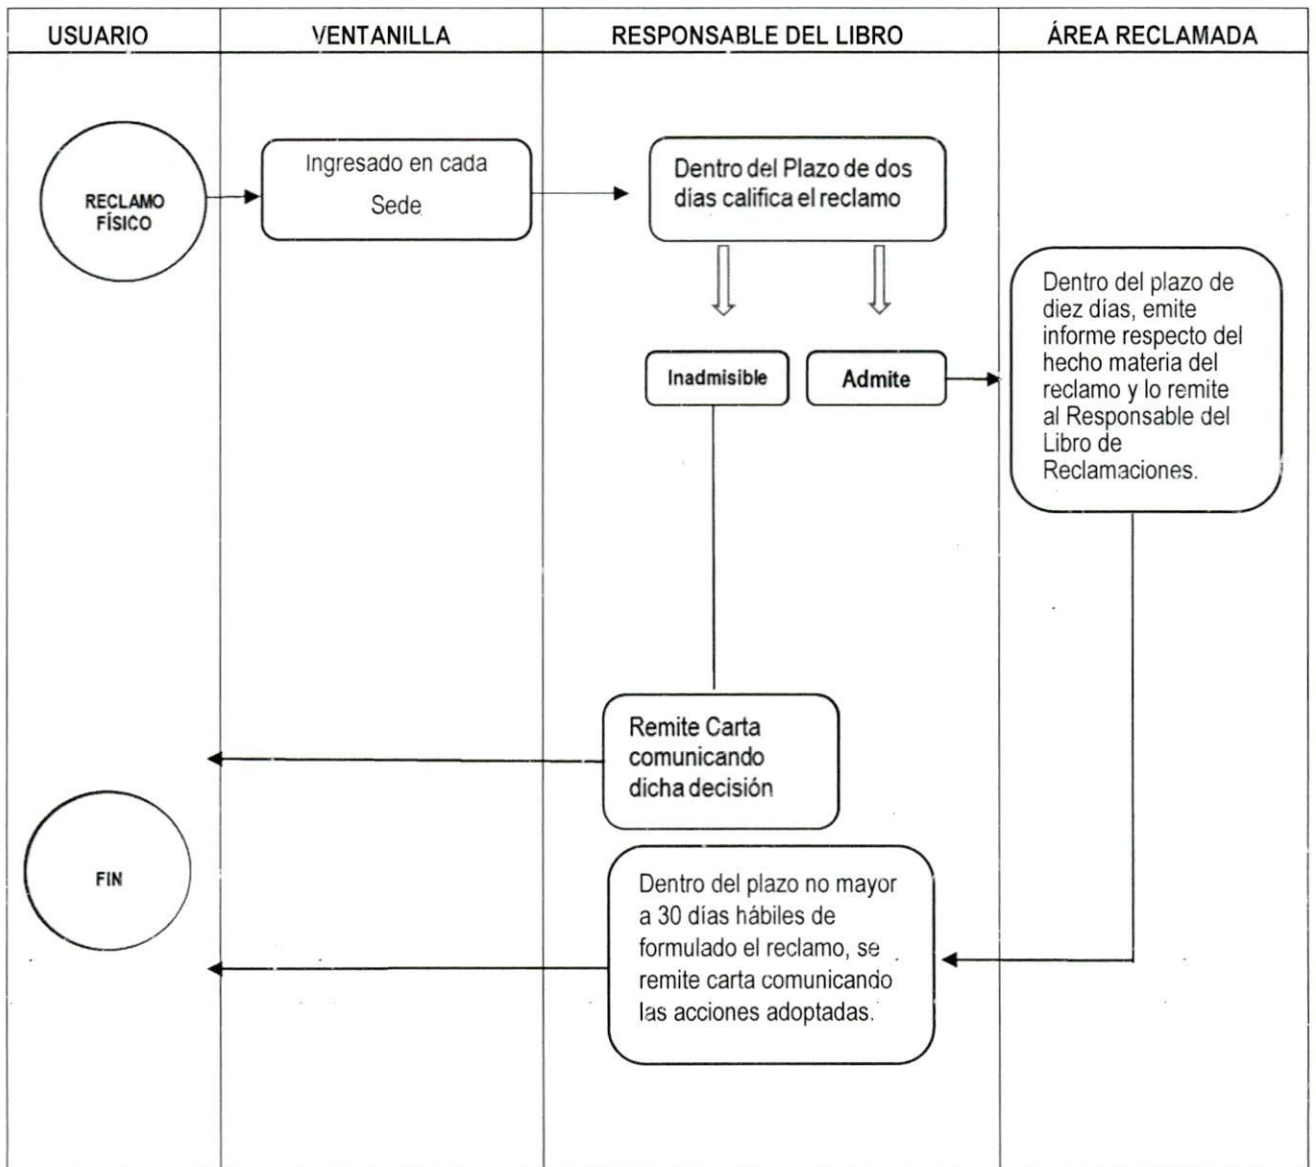 USUARIO
VENTANILLA
RESPONSABLE DEL LIBRO
ÁREA RECLAMADA
RECLAMO
FÍSICO
Ingresado en cada
Sede
Dentro del Plazo de dos
días califica el reclamo
Inadmisible
Admite
Dentro del plazo de
diez días, emite
informe respecto del
hecho materia del
reclamo y lo remite
al Responsable del
Libro de
Reclamaciones.
Remite Carta
comunicando
dicha decisión
FIN
Dentro del plazo no mayor
a 30 días hábiles de
formulado el reclamo, se
remite carta comunicando
las acciones adoptadas.